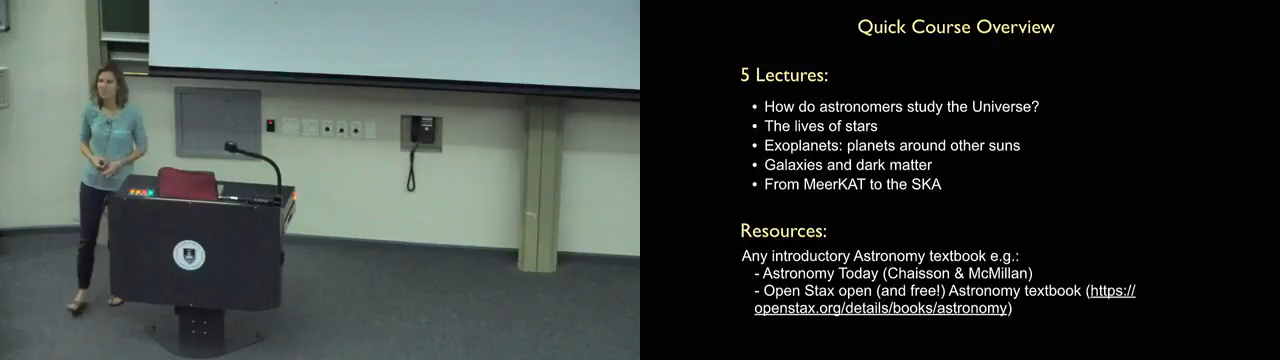 Quick Course Overview
5 Lectures:
• How do astronomers study the Universe?
• The lives of stars
• Exoplanets: planets around other suns
• Galaxies and dark matter
• From MeerKAT to the SKA
Resources:
Any introductory Astronomy textbook e.g.:
- Astronomy Today (Chaisson & McMillan)
- Open Stax open (and free!) Astronomy textbook (https://
openstax.org/details/books/astronomy)